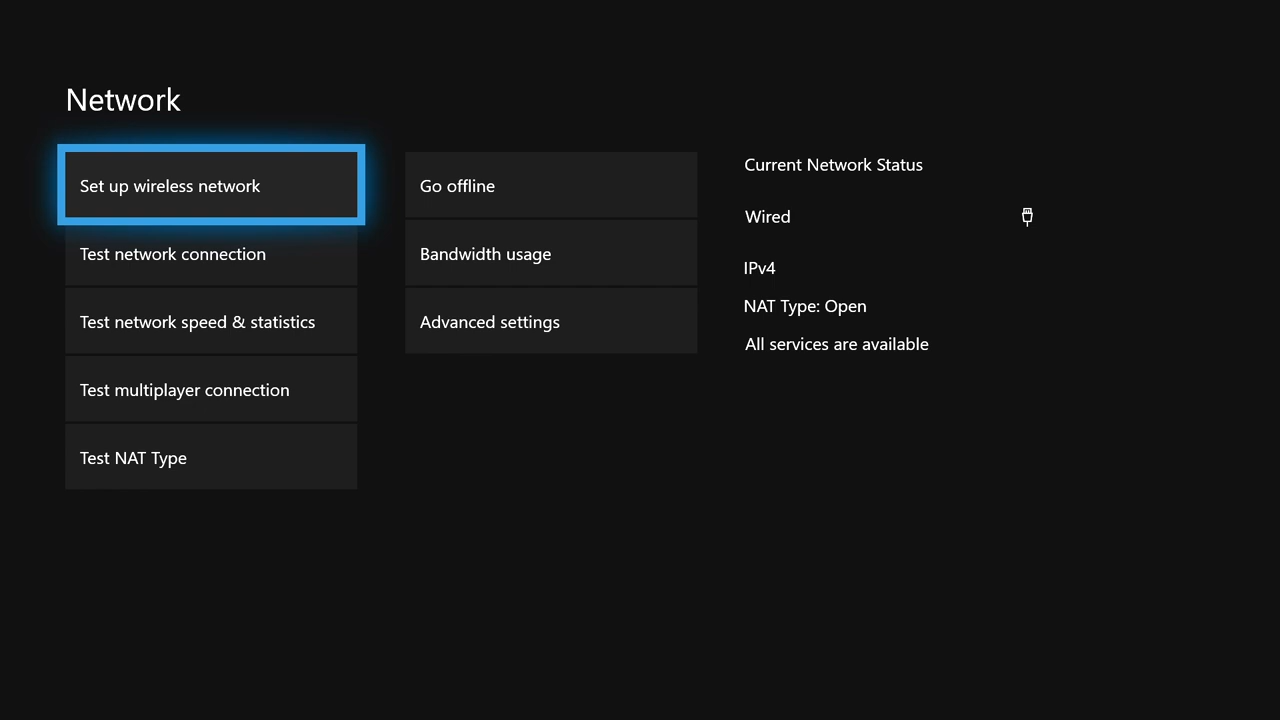 Network
Set up wireless network
Test network connection
Test network speed & statistics
Test multiplayer connection
Test NAT Type
Go offline
Bandwidth usage
Advanced settings
Current Network Status
Wired
IPv4
NAT Type: Open
All services are available